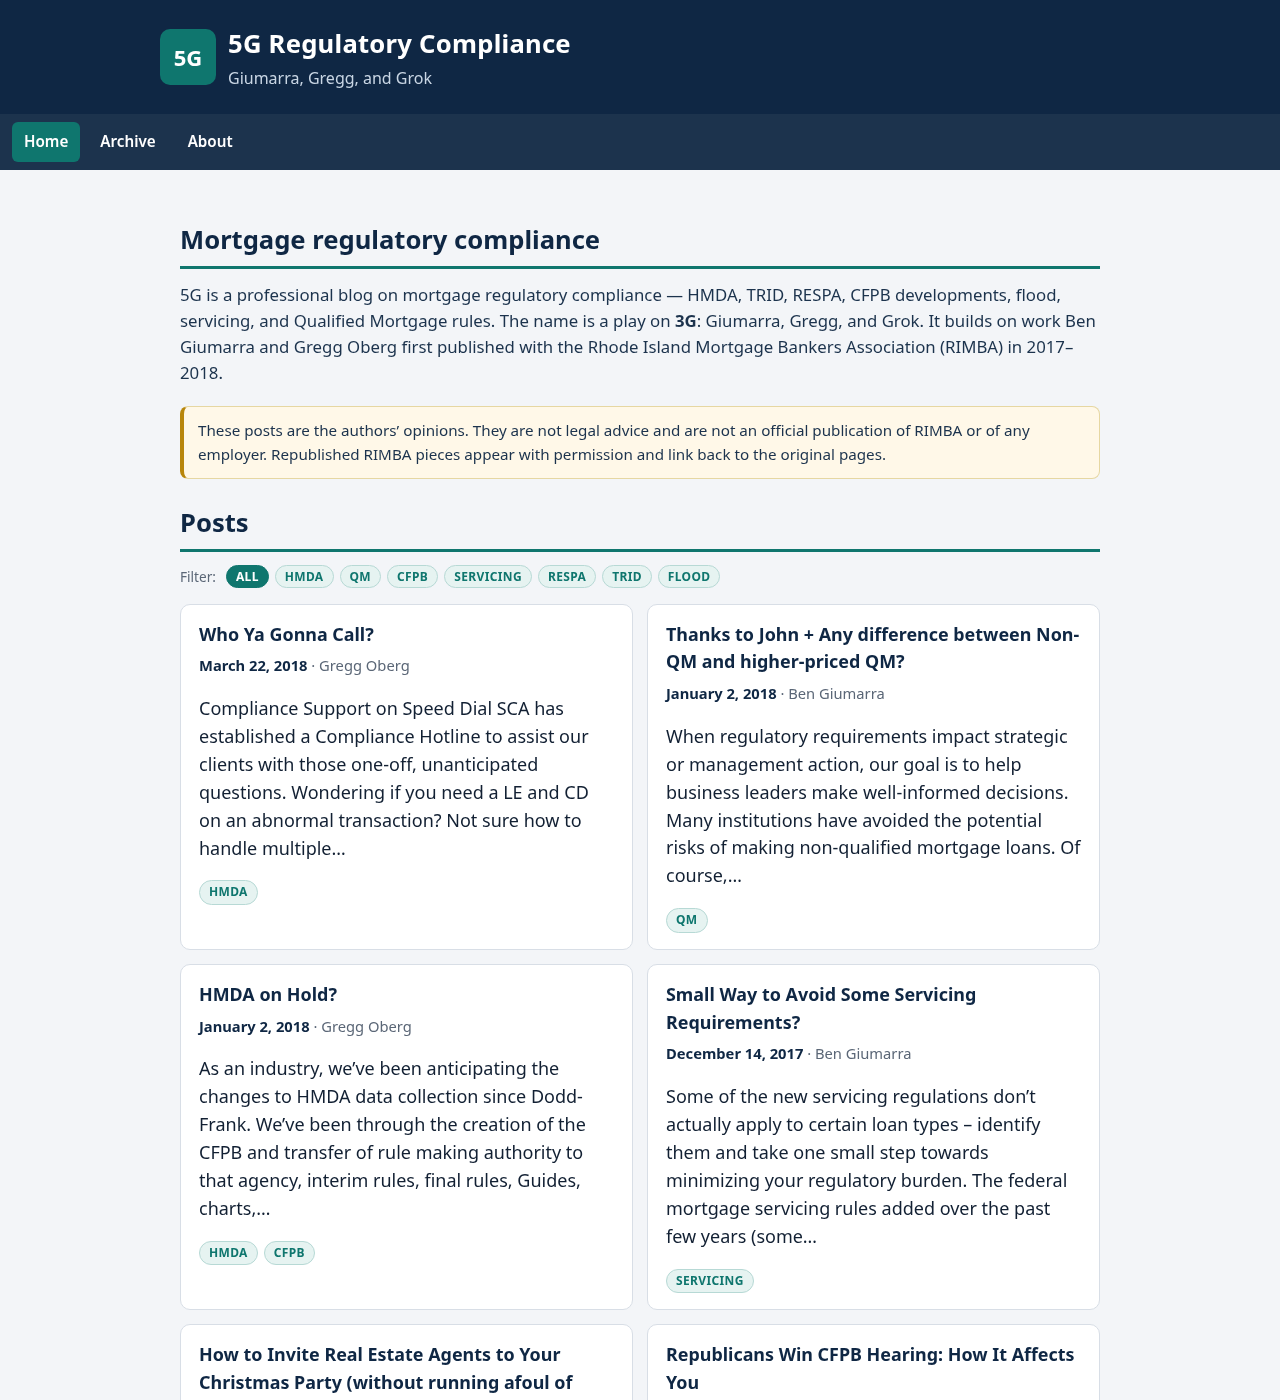 5G
5G Regulatory Compliance
Giumarra, Gregg, and Grok
Home Archive About
Mortgage regulatory compliance
5G is a professional blog on mortgage regulatory compliance — HMDA, TRID, RESPA, CFPB developments, flood,
servicing, and Qualified Mortgage rules. The name is a play on 3G: Giumarra, Gregg, and Grok. It builds on work Ben
Giumarra and Gregg Oberg first published with the Rhode Island Mortgage Bankers Association (RIMBA) in 2017–
2018.
These posts are the authors’ opinions. They are not legal advice and are not an official publication of RIMBA or of any
employer. Republished RIMBA pieces appear with permission and link back to the original pages.
Posts
Filter: ALL HMDA QM CFPB SERVICING RESPA TRID FLOOD
Who Ya Gonna Call?
March 22, 2018 · Gregg Oberg
Compliance Support on Speed Dial SCA has
established a Compliance Hotline to assist our
clients with those one-off, unanticipated
questions. Wondering if you need a LE and CD
on an abnormal transaction? Not sure how to
handle multiple…
HMDA
Thanks to John + Any difference between Non-
QM and higher-priced QM?
January 2, 2018 · Ben Giumarra
When regulatory requirements impact strategic
or management action, our goal is to help
business leaders make well-informed decisions.
Many institutions have avoided the potential
risks of making non-qualified mortgage loans. Of
course,…
QM
HMDA on Hold?
January 2, 2018 · Gregg Oberg
As an industry, we’ve been anticipating the
changes to HMDA data collection since Dodd-
Frank. We’ve been through the creation of the
CFPB and transfer of rule making authority to
that agency, interim rules, final rules, Guides,
charts,…
HMDA CFPB
Small Way to Avoid Some Servicing
Requirements?
December 14, 2017 · Ben Giumarra
Some of the new servicing regulations don’t
actually apply to certain loan types – identify
them and take one small step towards
minimizing your regulatory burden. The federal
mortgage servicing rules added over the past
few years (some…
SERVICING
How to Invite Real Estate Agents to Your
Christmas Party (without running afoul of
Republicans Win CFPB Hearing: How It Affects
You